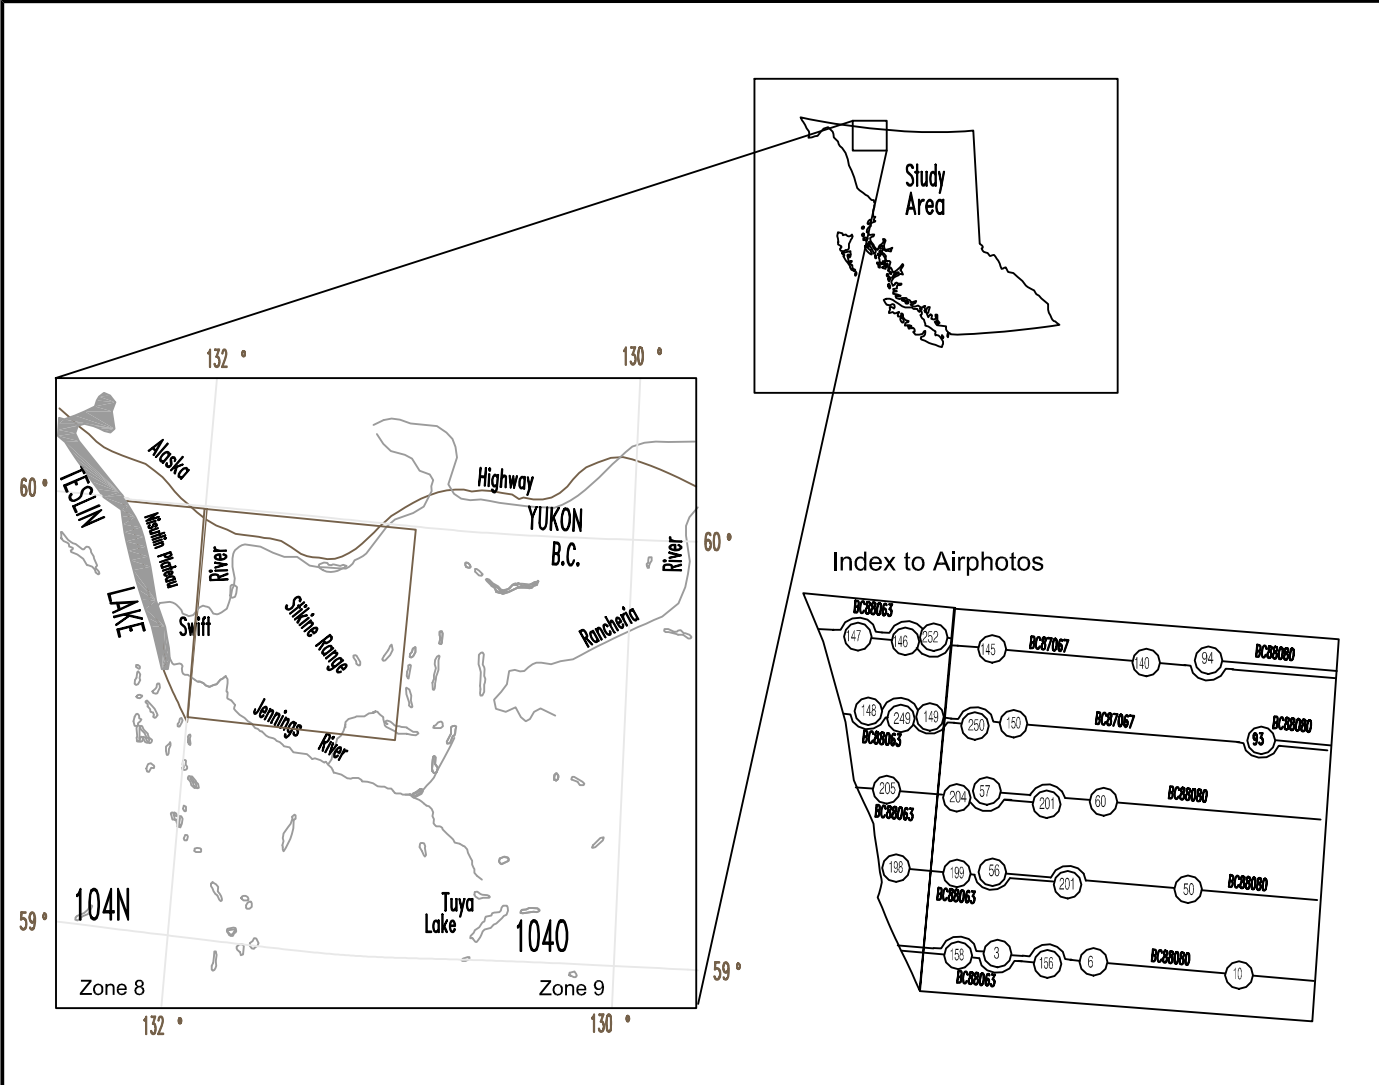 Study
Area
132 °
130 °
60 °
60 °
59 °
59 °
132 °
130 °
Alaska
Highway
TESLIN
LAKE
Nisutlin Plateau
River
Swift
YUKON
B.C.
River
Rancheria
Stikine Range
Jennings
River
104N
Tuya
Lake
104O
Zone 8
Zone 9
Index to Airphotos
BC88063
147
146
252
145
BC87067
140
94
BC88080
148
249
149
250
150
BC87067
93
BC88080
BC88063
205
204
57
201
60
BC88080
BC88063
198
199
56
201
50
BC88080
BC88063
158
3
156
6
BC88080
10
BC88063